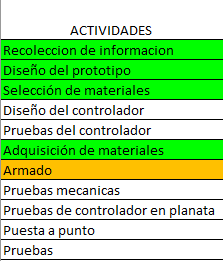 ACTIVIDADES
Recoleccion de informacion
Diseño del prototipo
Selección de materiales
Diseño del controlador
Pruebas del controlador
Adquisición de materiales
Armado
Pruebas mecanicas
Pruebas de controlador en planata
Puesta a punto
Pruebas